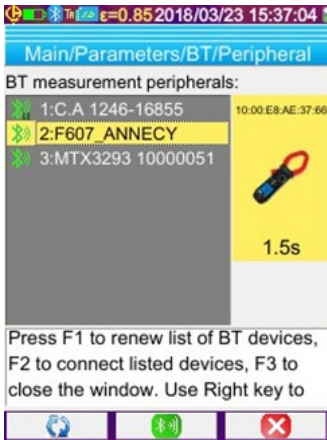 ε=0.85 2018/03/23 15:37:04
Main/Parameters/BT/Peripheral
BT measurement peripherals:
1:C.A 1246-16855
10:00:E8:AE:37:66
2:F607_ANNECY
3:MTX3293 10000051
1.5s
Press F1 to renew list of BT devices,
F2 to connect listed devices, F3 to
close the window. Use Right key to